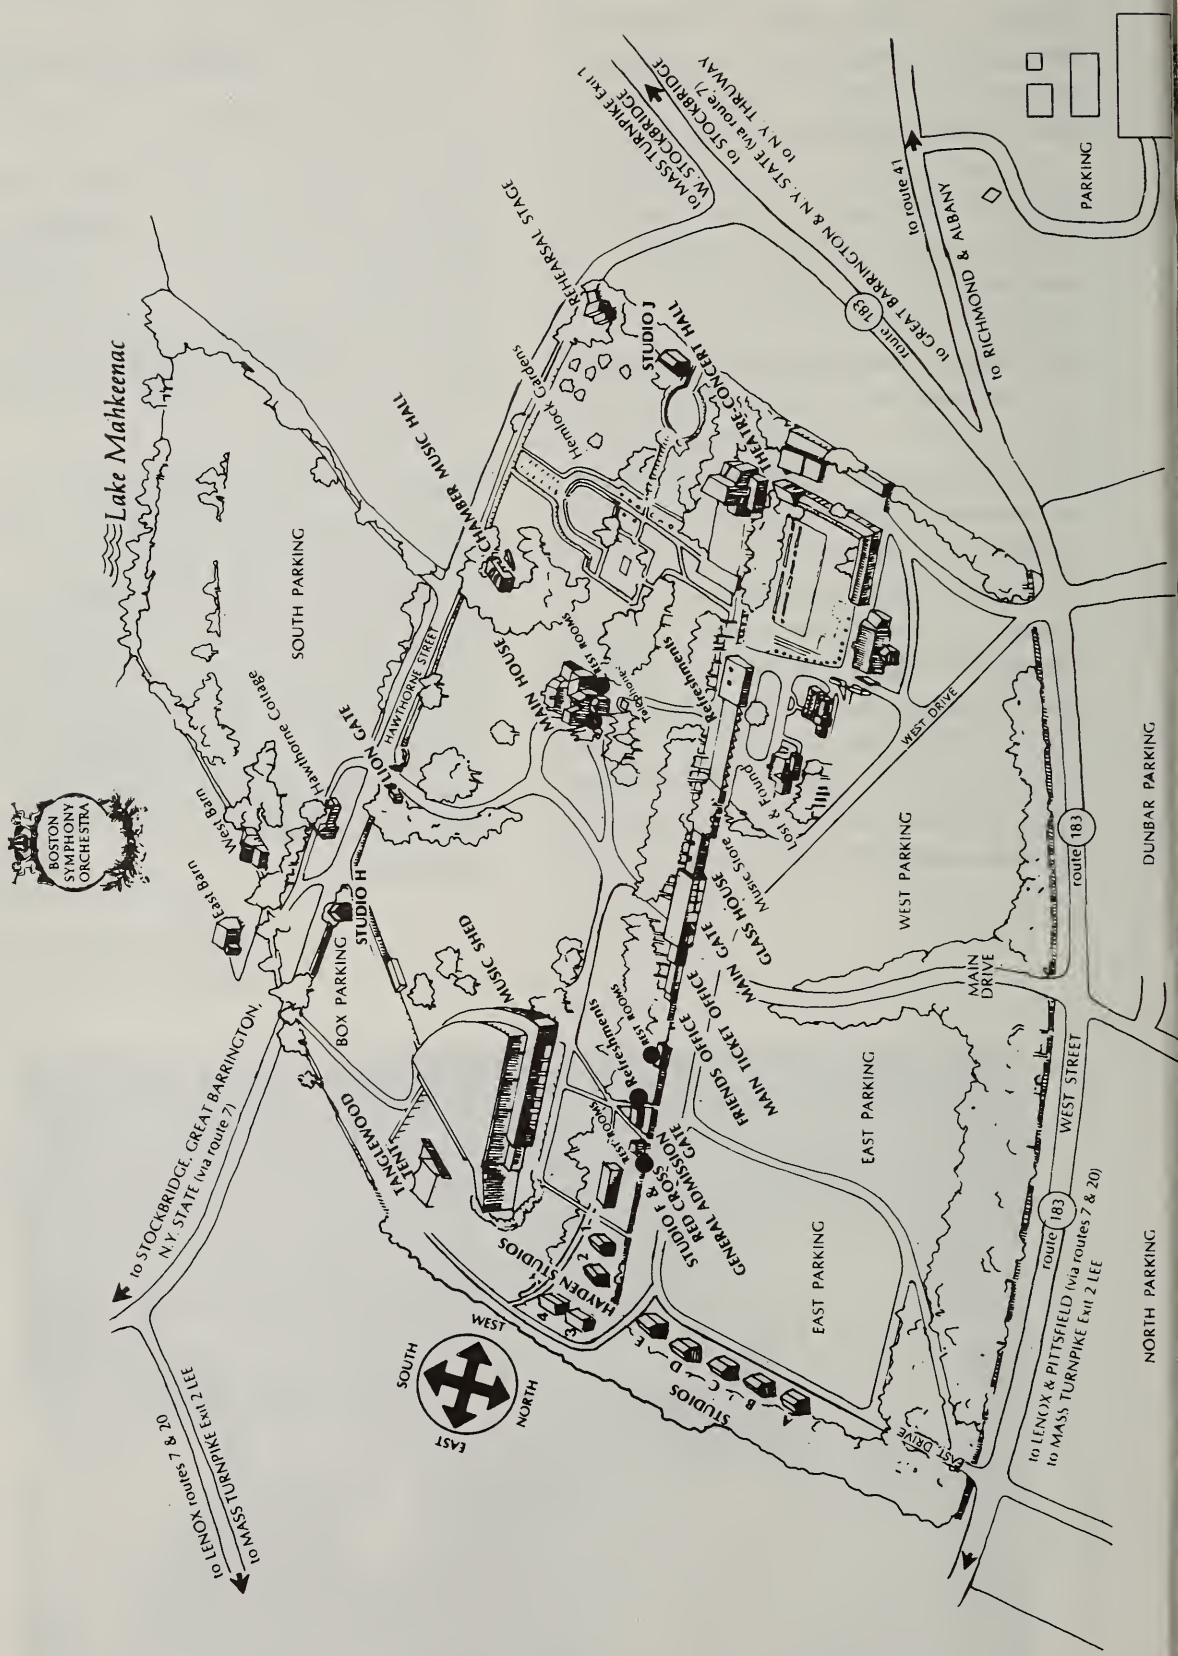 BOSTON
SYMPHONY
ORCHESTRA
Lake Mahkeenac
to LENOX routes 7 & 20
to MASS TURNPIKE Exit 2 LEE
to STOCKBRIDGE, GREAT BARRINGTON,
N.Y. STATE (via route 7)
East Barn
West Barn
Hawthorne Cottage
SOUTH PARKING
BOX PARKING
STUDIO H
LION GATE
HAWTHORNE STREET
CHAMBER MUSIC HALL
REHEARSAL STAGE
Hemlock Gardens
STUDIO J
THEATRE-CONCERT HALL
to MASS TURNPIKE Exit 1
W. STOCKBRIDGE
to STOCKBRIDGE
to GREAT BARRINGTON & N.Y. STATE (via route 7)
to N.Y. THRUWAY
route 183
to route 41
to RICHMOND & ALBANY
PARKING
TANGLEWOOD
TENT
MUSIC SHED
MAIN HOUSE
REST ROOMS
Telephone
Refreshments
SOUTH
WEST
EAST
NORTH
HAYDEN STUDIOS
2
4
3
STUDIOS
A
B
C
D
E
REST ROOMS
Refreshments
REST ROOMS
STUDIO F &
RED CROSS
GENERAL ADMISSION
GATE
FRIENDS OFFICE
MAIN TICKET OFFICE
MAIN GATE
GLASS HOUSE
Music Store
Lost & Found
WEST DRIVE
WEST PARKING
MAIN
DRIVE
EAST PARKING
EAST PARKING
EAST DRIVE
route 183
WEST STREET
route 183
to LENOX & PITTSFIELD (via routes 7 & 20)
to MASS TURNPIKE Exit 2 LEE
NORTH PARKING
DUNBAR PARKING